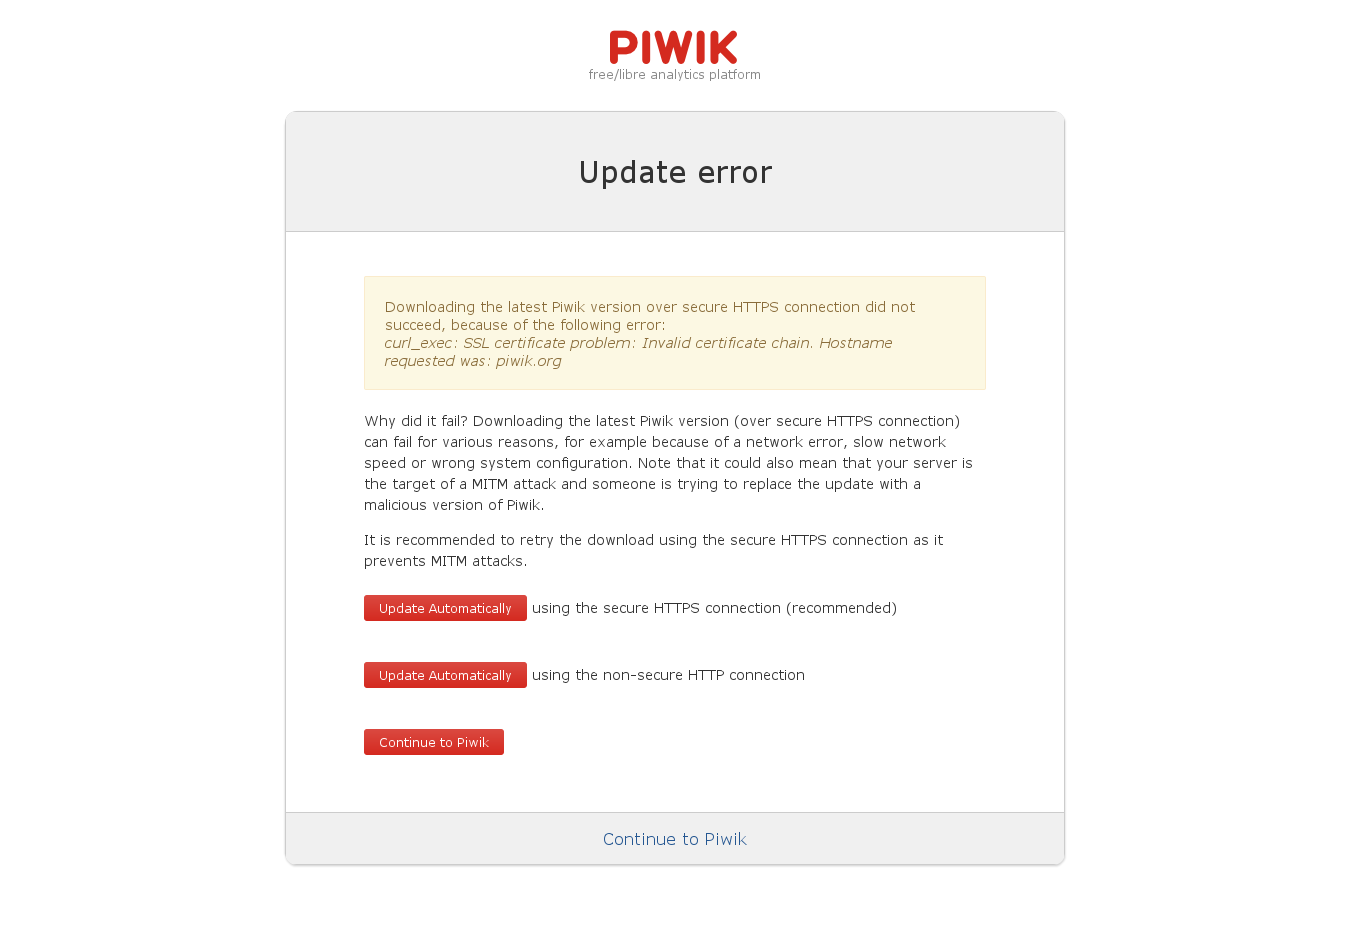 PIWIK
free/libre analytics platform
Update error
Downloading the latest Piwik version over secure HTTPS connection did not
succeed, because of the following error:
curl_exec: SSL certificate problem: Invalid certificate chain. Hostname
requested was: piwik.org
Why did it fail? Downloading the latest Piwik version (over secure HTTPS connection)
can fail for various reasons, for example because of a network error, slow network
speed or wrong system configuration. Note that it could also mean that your server is
the target of a MITM attack and someone is trying to replace the update with a
malicious version of Piwik.
It is recommended to retry the download using the secure HTTPS connection as it
prevents MITM attacks.
Update Automatically using the secure HTTPS connection (recommended)
Update Automatically using the non-secure HTTP connection
Continue to Piwik
Continue to Piwik